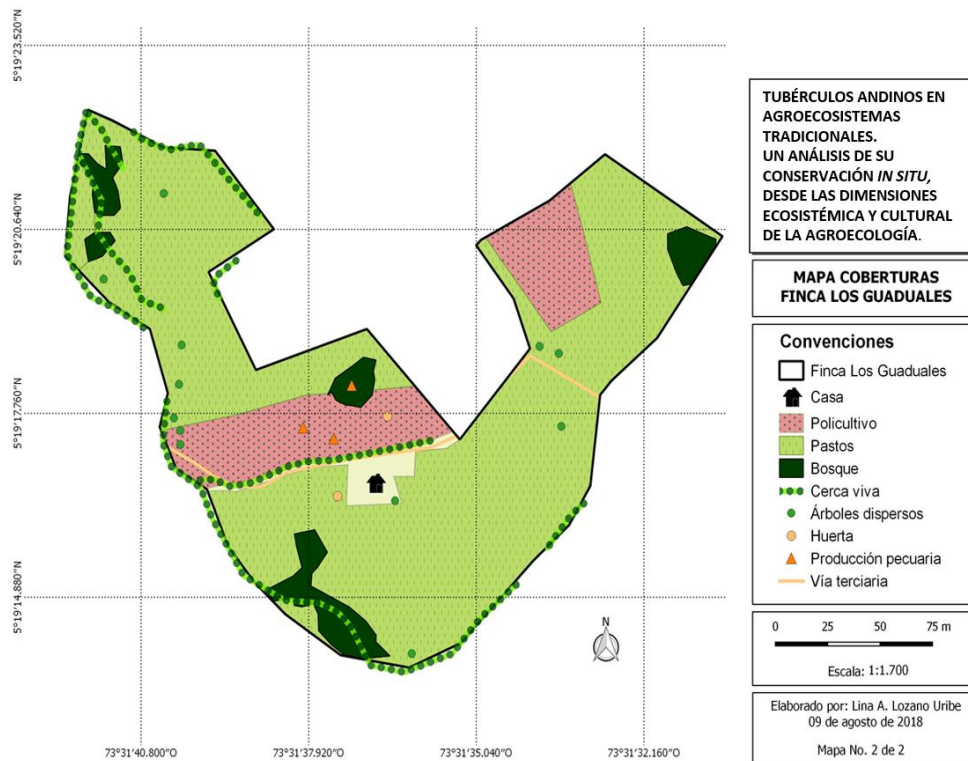 5°19'23.520"N
5°19'20.640"N
5°19'17.760"N
5°19'14.880"N
73°31'40.800"O
73°31'37.920"O
73°31'35.040"O
73°31'32.160"O
N
TUBÉRCULOS ANDINOS EN
AGROECOSISTEMAS
TRADICIONALES.
UN ANÁLISIS DE SU
CONSERVACIÓN IN SITU,
DESDE LAS DIMENSIONES
ECOSISTÉMICA Y CULTURAL
DE LA AGROECOLOGÍA.
MAPA COBERTURAS
FINCA LOS GUADUALES
Convenciones
Finca Los Guaduales
Casa
Policultivo
Pastos
Bosque
Cerca viva
Árboles dispersos
Huerta
Producción pecuaria
Vía terciaria
0 25 50 75 m
Escala: 1:1.700
Elaborado por: Lina A. Lozano Uribe
09 de agosto de 2018
Mapa No. 2 de 2